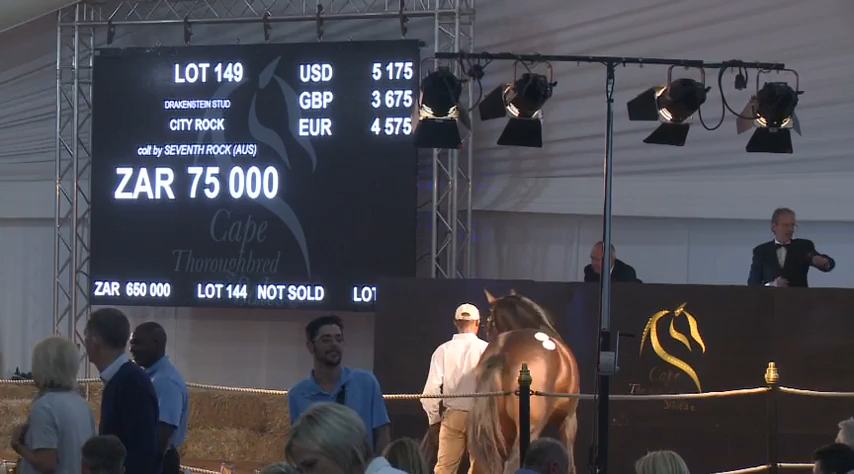 LOT 149
DRAKENSTEIN STUD
CITY ROCK
colt by SEVENTH ROCK (AUS)
ZAR 75 000
USD 5 175
GBP 3 675
EUR 4 575
Cape
Thoroughbred
ZAR 650 000 LOT 144 NOT SOLD LOT
Cape